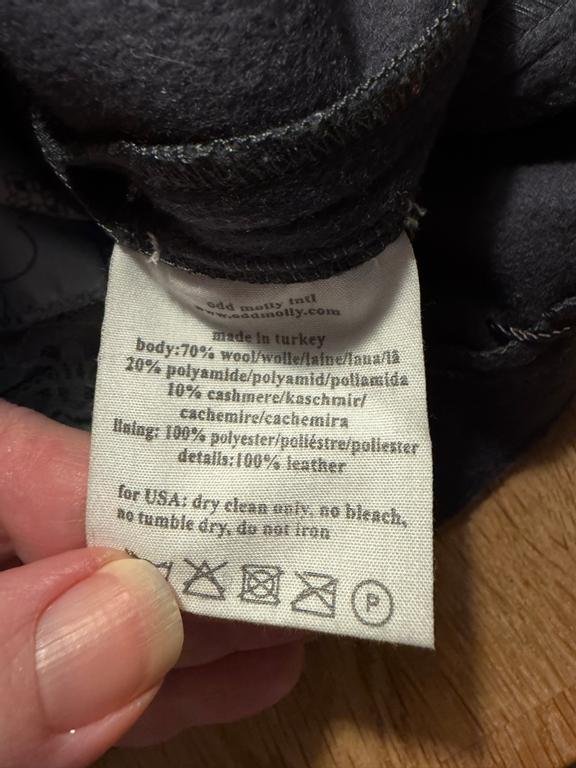 odd molly intl
www.oddmolly.com
made in turkey
body:70% wool/wolle/laine/lana/lã
20% polyamide/polyamid/poliamida
10% cashmere/kaschmir/
cachemire/cachemira
lining: 100% polyester/poliéstre/poliester
details:100% leather
for USA: dry clean only, no bleach,
no tumble dry, do not iron
P